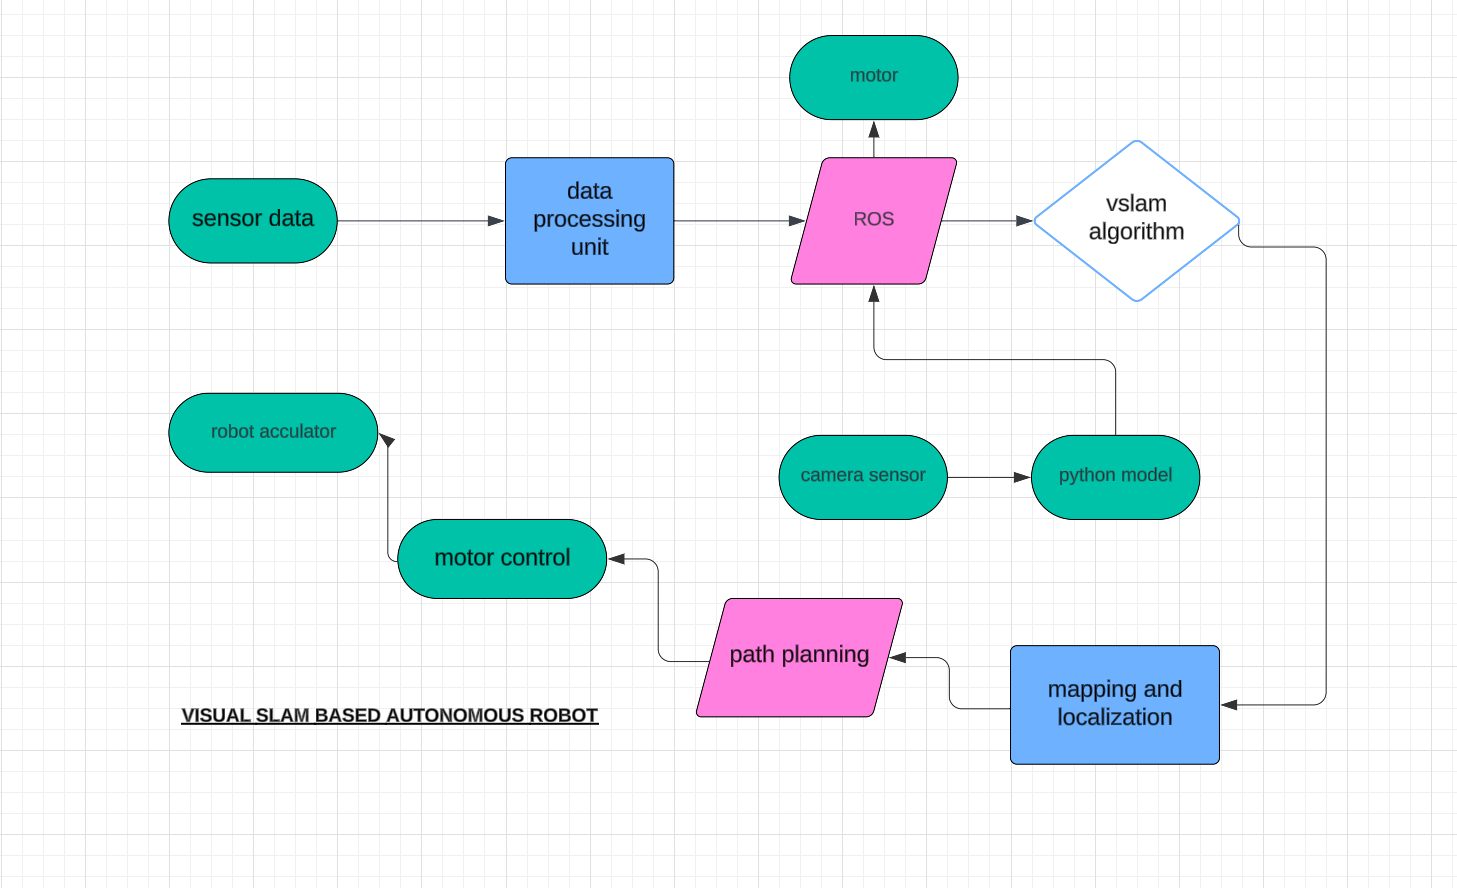 motor
sensor data
data
processing
unit
ROS
vslam
algorithm
robot acculator
camera sensor
python model
motor control
path planning
mapping and
localization
VISUAL SLAM BASED AUTONOMOUS ROBOT